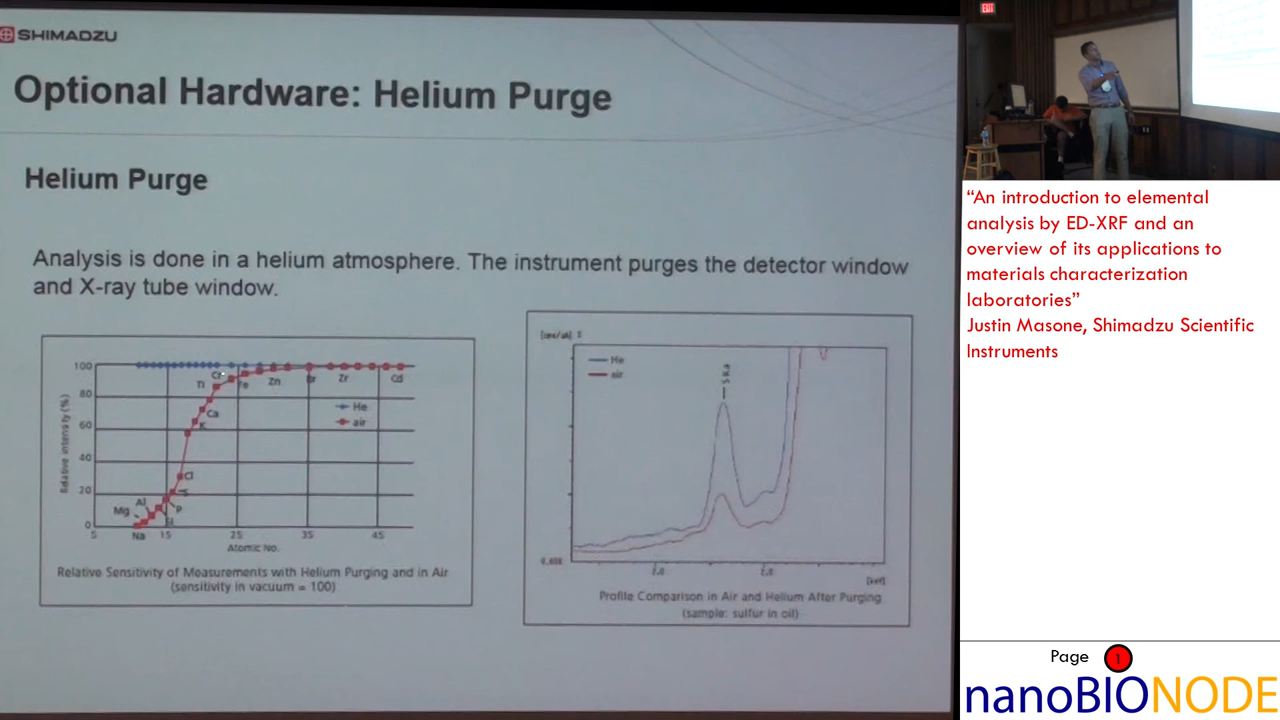 SHIMADZU
Optional Hardware: Helium Purge
Helium Purge
Analysis is done in a helium atmosphere. The instrument purges the detector window
and X-ray tube window.
100
80
60
40
20
0
Relative intensity (%)
5
15
25
35
45
Atomic No.
Na
Mg
Al
Si
P
S
Cl
K
Ca
Ti
Cr
Fe
Zn
Br
Zr
Cd
He
air
Relative Sensitivity of Measurements with Helium Purging and in Air
(sensitivity in vacuum = 100)
He
air
S Ka
[keV]
Profile Comparison in Air and Helium After Purging
(sample: sulfur in oil)
EXIT
“An introduction to elemental
analysis by ED-XRF and an
overview of its applications to
materials characterization
laboratories”
Justin Masone, Shimadzu Scientific
Instruments
Page 1
nanoBIONODE